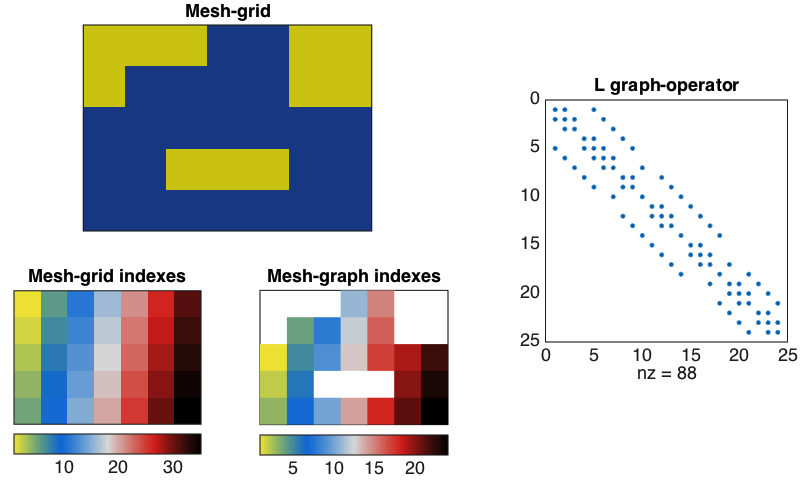 Mesh-grid
L graph-operator
0
5
10
15
20
25
0 5 10 15 20 25
nz = 88
Mesh-grid indexes
10 20 30
Mesh-graph indexes
5 10 15 20